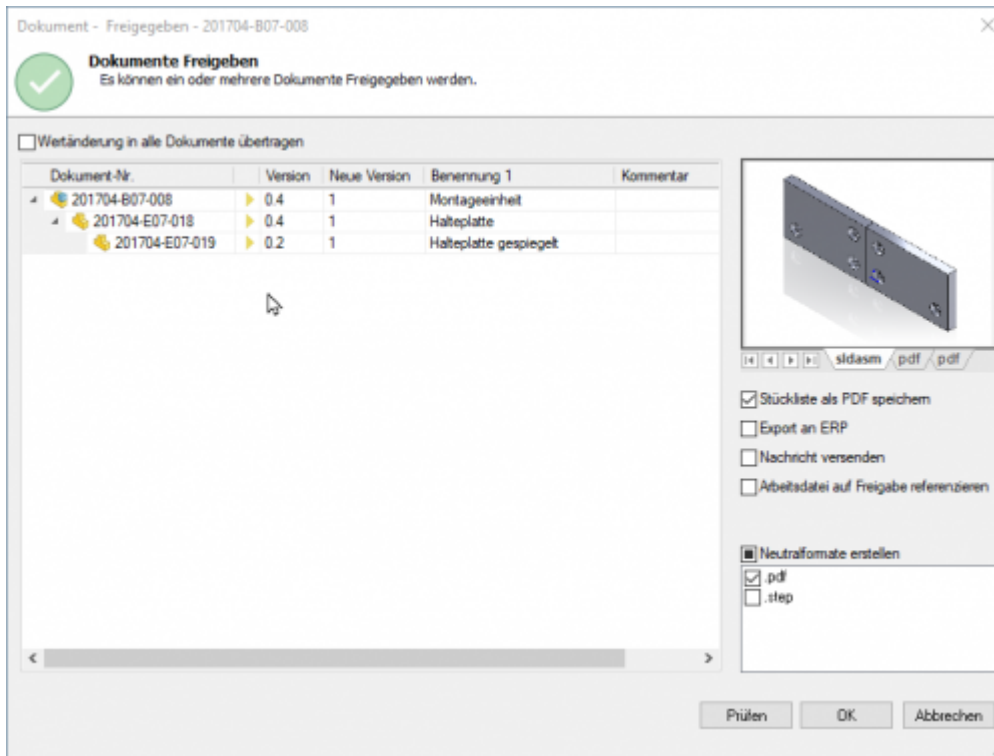 Dokument - Freigegeben - 201704-B07-008
Dokumente Freigeben
Es können ein oder mehrere Dokumente Freigegeben werden.
Wertänderung in alle Dokumente übertragen
Dokument-Nr. Version Neue Version Benennung 1 Kommentar
201704-B07-008 0.4 1 Montageeinheit
201704-E07-018 0.4 1 Halteplatte
201704-E07-019 0.2 1 Halteplatte gespiegelt
sldasm pdf pdf
Stückliste als PDF speichern
Export an ERP
Nachricht versenden
Arbeitsdatei auf Freigabe referenzieren
Neutralformate erstellen
.pdf
.step
Prüfen OK Abbrechen